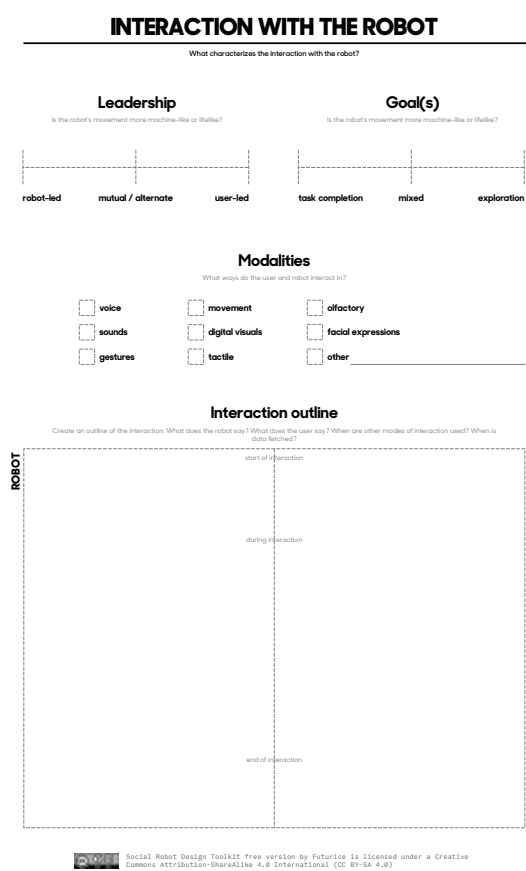 INTERACTION WITH THE ROBOT
What characterizes the interaction with the robot?
Leadership
Is the robot's movement more machine-like or lifelike?
robot-led mutual / alternate user-led
Goal(s)
Is the robot's movement more machine-like or lifelike?
task completion mixed exploration
Modalities
What ways do the user and robot interact in?
voice movement olfactory
sounds digital visuals facial expressions
gestures tactile other
Interaction outline
Create an outline of the interaction. What does the robot say? What does the user say? When are other modes of interaction used? When is
data fetched?
ROBOT
start of interaction
during interaction
end of interaction
Social Robot Design Toolkit free version by Futurice is licensed under a Creative
Commons Attribution-ShareAlike 4.0 International (CC BY-SA 4.0)